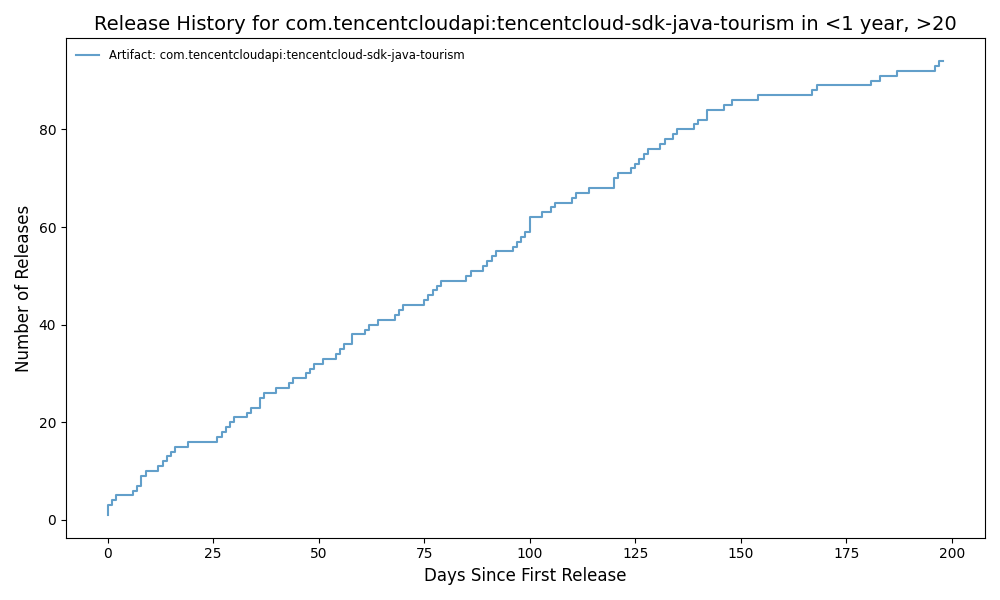 Release History for com.tencentcloudapi:tencentcloud-sdk-java-tourism in <1 year, >20
Artifact: com.tencentcloudapi:tencentcloud-sdk-java-tourism
Number of Releases
80
60
40
20
0
0 25 50 75 100 125 150 175 200
Days Since First Release